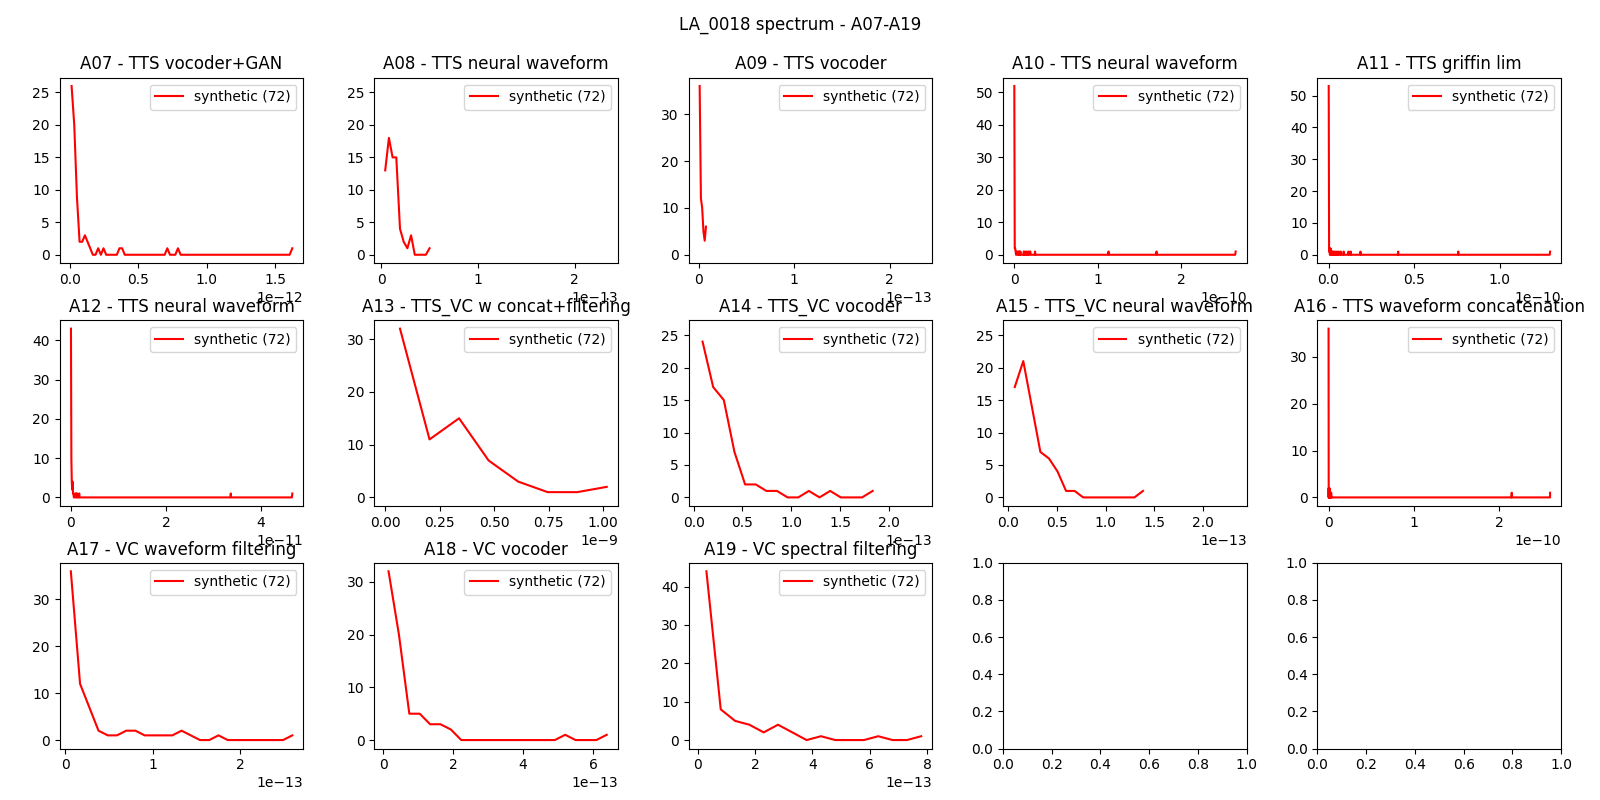 LA_0018 spectrum - A07-A19
A07 - TTS vocoder+GAN
synthetic (72)
25
20
15
10
5
0
0.0 0.5 1.0 1.5
1e−12
A08 - TTS neural waveform
synthetic (72)
25
20
15
10
5
0
0 1 2
1e−13
A09 - TTS vocoder
synthetic (72)
30
20
10
0
0 1 2
1e−13
A10 - TTS neural waveform
synthetic (72)
50
40
30
20
10
0
0 1 2
1e−10
A11 - TTS griffin lim
synthetic (72)
50
40
30
20
10
0
0.0 0.5 1.0
1e−10
A12 - TTS neural waveform
synthetic (72)
40
30
20
10
0
0 2 4
1e−11
A13 - TTS_VC w concat+filtering
synthetic (72)
30
20
10
0
0.00 0.25 0.50 0.75 1.00
1e−9
A14 - TTS_VC vocoder
synthetic (72)
25
20
15
10
5
0
0.0 0.5 1.0 1.5 2.0
1e−13
A15 - TTS_VC neural waveform
synthetic (72)
25
20
15
10
5
0
0.0 0.5 1.0 1.5 2.0
1e−13
A16 - TTS waveform concatenation
synthetic (72)
30
20
10
0
0 1 2
1e−10
A17 - VC waveform filtering
synthetic (72)
30
20
10
0
0 1 2
1e−13
A18 - VC vocoder
synthetic (72)
30
25
20
15
10
5
0
0 2 4 6
1e−13
A19 - VC spectral filtering
synthetic (72)
40
30
20
10
0
0 2 4 6 8
1e−13
1.0
0.8
0.6
0.4
0.2
0.0
0.0 0.2 0.4 0.6 0.8 1.0
1.0
0.8
0.6
0.4
0.2
0.0
0.0 0.2 0.4 0.6 0.8 1.0